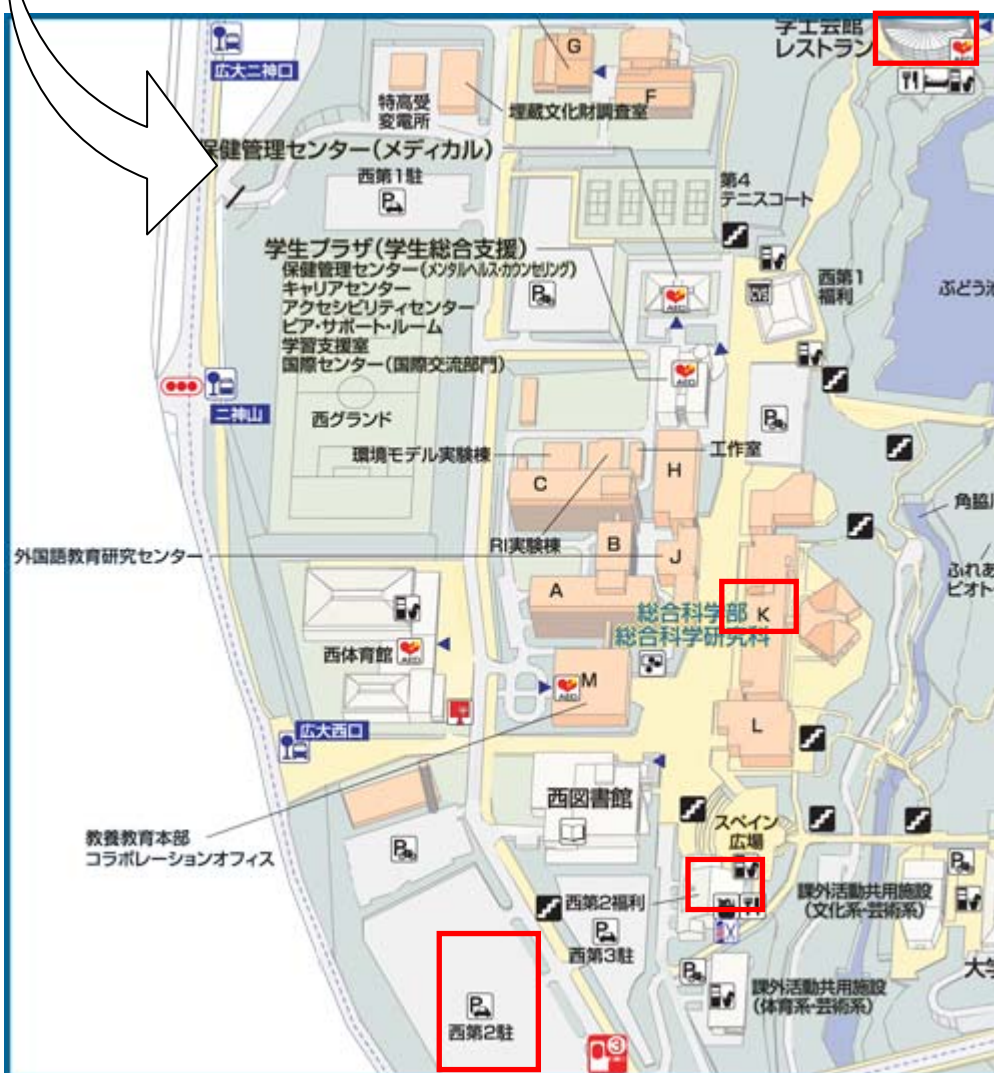 学士会館
レストラン
AED
広大二神口
G
F
特高受
変電所
埋蔵文化財調査室
保健管理センター(メディカル)
西第1駐
P
第4
テニスコート
学生プラザ(学生総合支援)
保健管理センター(メンタルヘルス・カウンセリング)
キャリアセンター
アクセシビリティセンター
ピア・サポート・ルーム
学習支援室
国際センター(国際交流部門)
P
AED
西第1
福利
ぶどう池
AED
二神山
西グランド
P
環境モデル実験棟
工作室
H
C
角脇
RI実験棟
B
J
外国語教育研究センター
ふれあ
ビオト
A
総合科学部
総合科学研究科
K
西体育館
AED
AED
M
L
広大西口
西図書館
教養教育本部
コラボレーションオフィス
P
スペイン
広場
西第2福利
P
西第3駐
課外活動共用施設
(文化系・芸術系)
P
P
課外活動共用施設
(体育系・芸術系)
大学
P
西第2駐
3